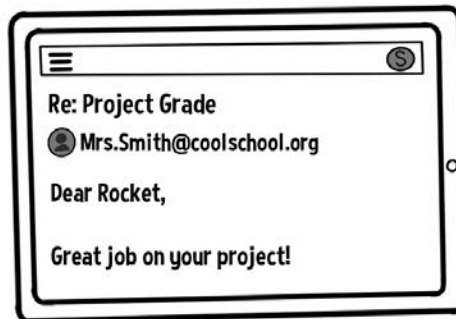 S
Re: Project Grade
Mrs.Smith@coolschool.org
Dear Rocket,
Great job on your project!